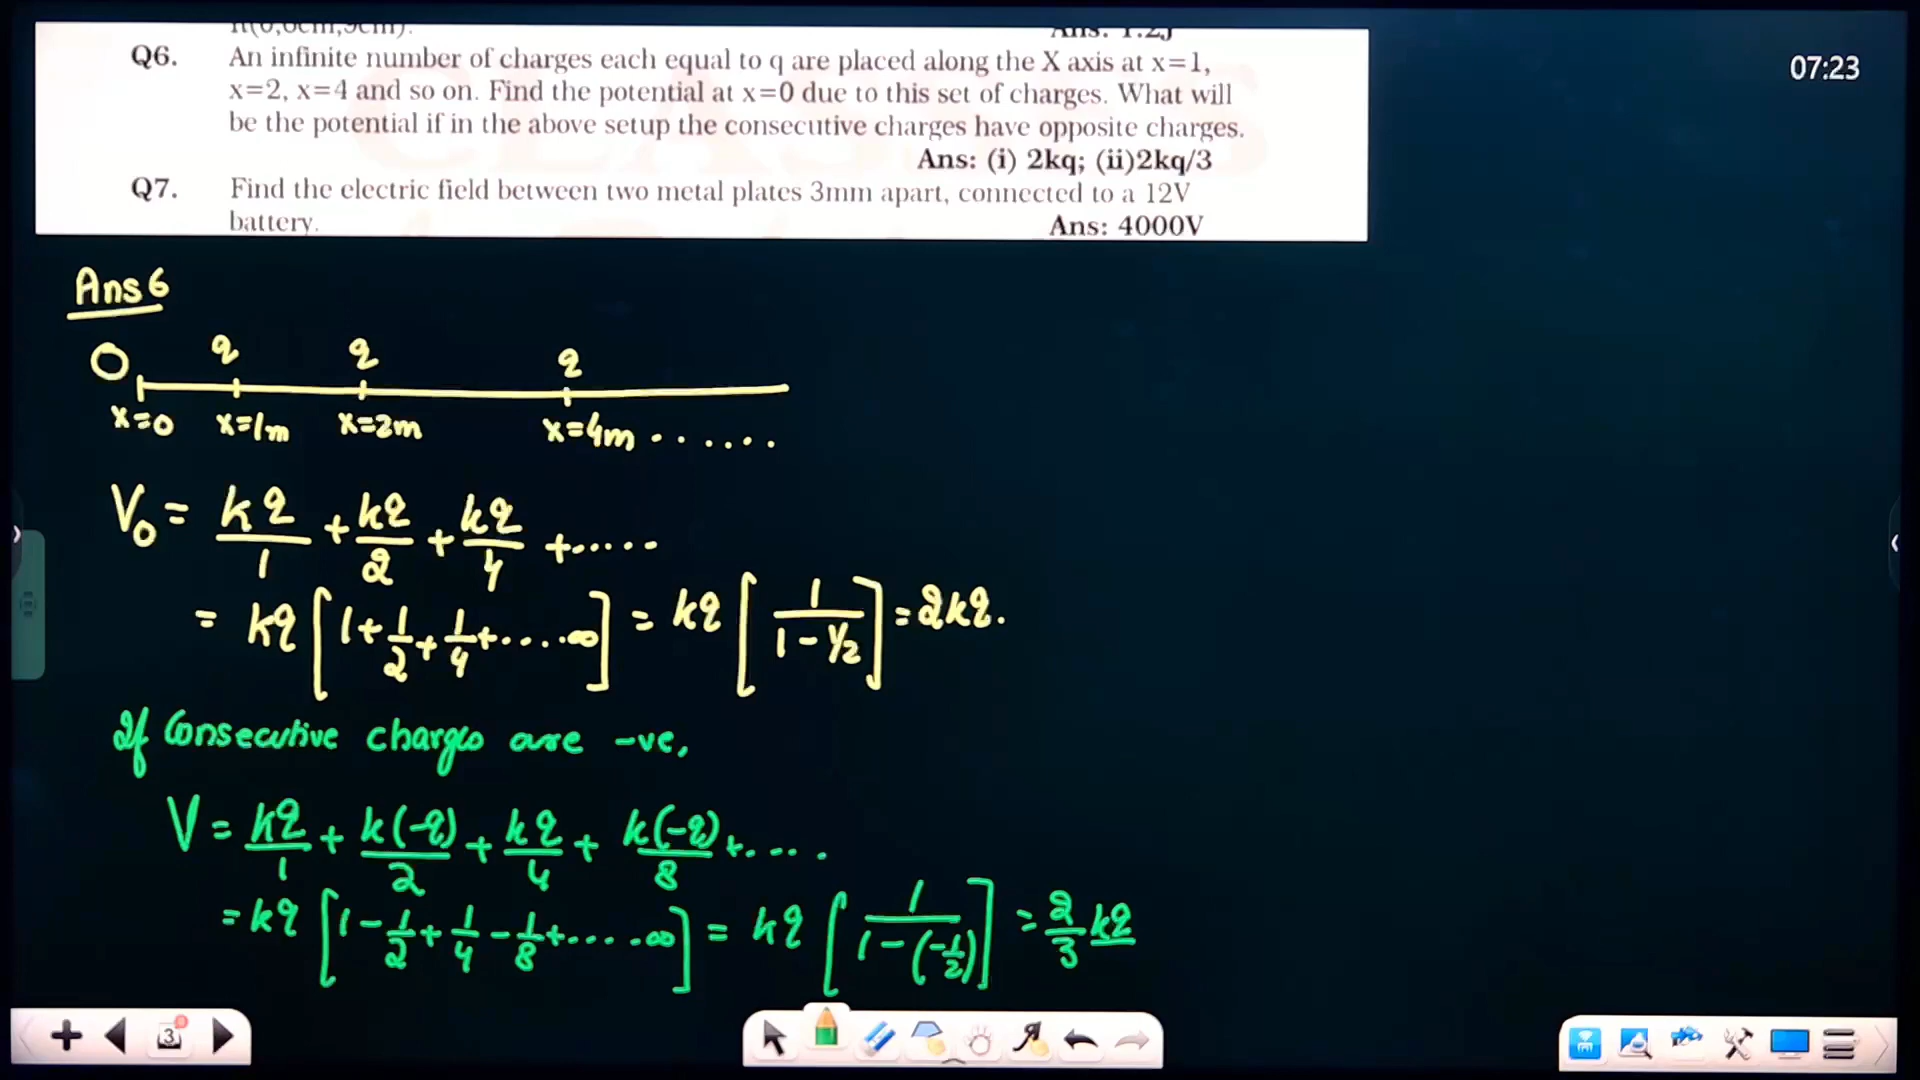 07:23
Q6. An infinite number of charges each equal to q are placed along the X axis at x=1,
x=2, x=4 and so on. Find the potential at x=0 due to this set of charges. What will
be the potential if in the above setup the consecutive charges have opposite charges.
Ans: (i) 2kq; (ii)2kq/3
Q7. Find the electric field between two metal plates 3mm apart, connected to a 12V
battery. Ans: 4000V
Ans 6
O q q q
x=0 x=1m x=2m x=4m ......
V₀ = kq/1 + kq/2 + kq/4 + .....
= kq [1 + 1/2 + 1/4 + .... ∞] = kq [1/(1 - 1/2)] = 2kq.
If Consecutive charges are -ve,
V = kq/1 + k(-q)/2 + kq/4 + k(-q)/8 + ....
= kq [1 - 1/2 + 1/4 - 1/8 + .... ∞] = kq [1/(1 - (-1/2))] = 2/3 kq
3